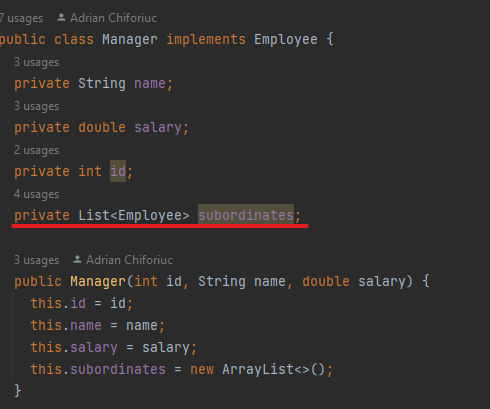 7 usages Adrian Chiforiuc
public class Manager implements Employee {
3 usages
private String name;
3 usages
private double salary;
2 usages
private int id;
4 usages
private List<Employee> subordinates;
3 usages Adrian Chiforiuc
public Manager(int id, String name, double salary) {
this.id = id;
this.name = name;
this.salary = salary;
this.subordinates = new ArrayList<>();
}